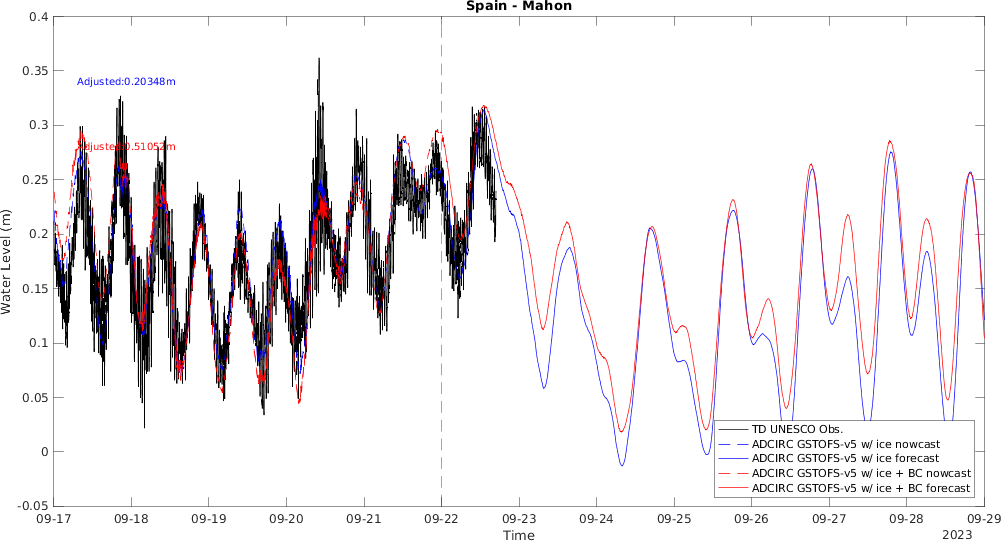 Spain - Mahon
0.4
0.35
0.3
0.25
0.2
0.15
0.1
0.05
0
-0.05
Water Level (m)
Adjusted:0.20348m
Adjusted:0.51052m
TD UNESCO Obs.
ADCIRC GSTOFS-v5 w/ ice nowcast
ADCIRC GSTOFS-v5 w/ ice forecast
ADCIRC GSTOFS-v5 w/ ice + BC nowcast
ADCIRC GSTOFS-v5 w/ ice + BC forecast
09-17 09-18 09-19 09-20 09-21 09-22 09-23 09-24 09-25 09-26 09-27 09-28 09-29
Time
2023